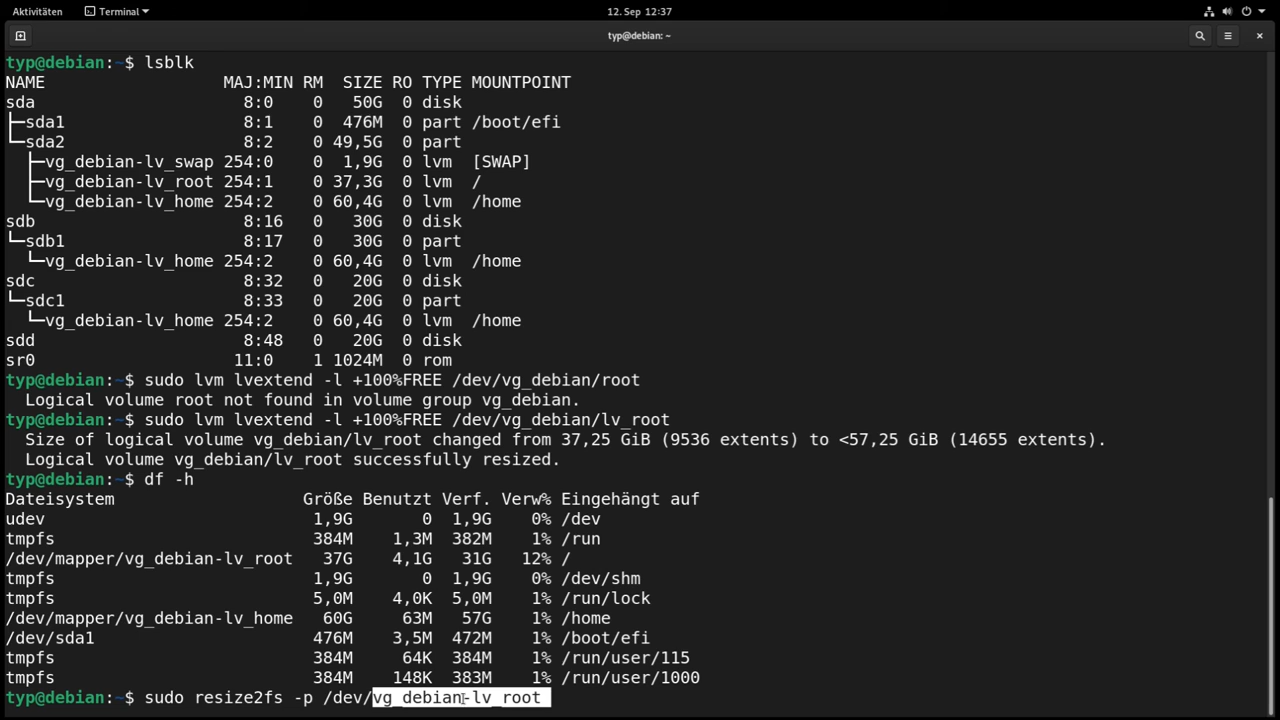 Aktivitäten Terminal 12. Sep 12:37
typ@debian: ~
typ@debian:~$ lsblk
NAME                  MAJ:MIN RM  SIZE RO TYPE MOUNTPOINT
sda                     8:0    0   50G  0 disk
├─sda1                  8:1    0  476M  0 part /boot/efi
└─sda2                  8:2    0 49,5G  0 part
  ├─vg_debian-lv_swap 254:0    0  1,9G  0 lvm  [SWAP]
  ├─vg_debian-lv_root 254:1    0 37,3G  0 lvm  /
  └─vg_debian-lv_home 254:2    0 60,4G  0 lvm  /home
sdb                     8:16   0   30G  0 disk
└─sdb1                  8:17   0   30G  0 part
  └─vg_debian-lv_home 254:2    0 60,4G  0 lvm  /home
sdc                     8:32   0   20G  0 disk
└─sdc1                  8:33   0   20G  0 part
  └─vg_debian-lv_home 254:2    0 60,4G  0 lvm  /home
sdd                     8:48   0   20G  0 disk
sr0                    11:0    1 1024M  0 rom
typ@debian:~$ sudo lvm lvextend -l +100%FREE /dev/vg_debian/root
  Logical volume root not found in volume group vg_debian.
typ@debian:~$ sudo lvm lvextend -l +100%FREE /dev/vg_debian/lv_root
  Size of logical volume vg_debian/lv_root changed from 37,25 GiB (9536 extents) to <57,25 GiB (14655 extents).
  Logical volume vg_debian/lv_root successfully resized.
typ@debian:~$ df -h
Dateisystem                   Größe Benutzt Verf. Verw% Eingehängt auf
udev                           1,9G       0  1,9G    0% /dev
tmpfs                          384M    1,3M  382M    1% /run
/dev/mapper/vg_debian-lv_root   37G    4,1G   31G   12% /
tmpfs                          1,9G       0  1,9G    0% /dev/shm
tmpfs                          5,0M    4,0K  5,0M    1% /run/lock
/dev/mapper/vg_debian-lv_home   60G     63M   57G    1% /home
/dev/sda1                      476M    3,5M  472M    1% /boot/efi
tmpfs                          384M     64K  384M    1% /run/user/115
tmpfs                          384M    148K  383M    1% /run/user/1000
typ@debian:~$ sudo resize2fs -p /dev/vg_debian-lv_root